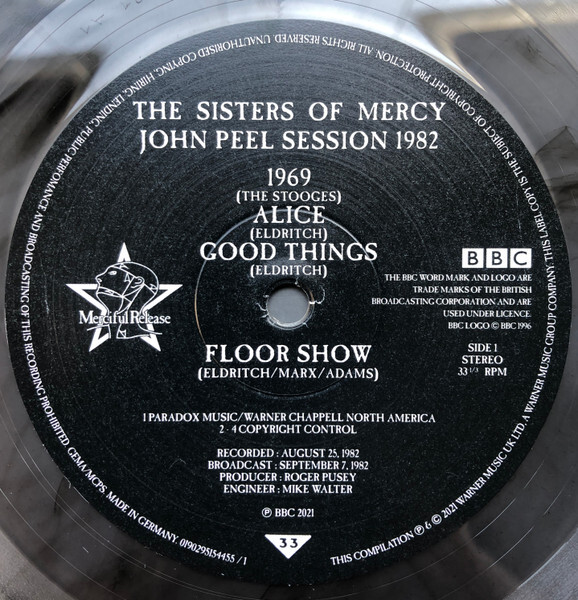 THE SISTERS OF MERCY
JOHN PEEL SESSION 1982
1969
(THE STOOGES)
ALICE
(ELDRITCH)
GOOD THINGS
(ELDRITCH)
FLOOR SHOW
(ELDRITCH/MARX/ADAMS)
Merciful Release
BBC
THE BBC WORD MARK AND LOGO ARE
TRADE MARKS OF THE BRITISH
BROADCASTING CORPORATION AND ARE
USED UNDER LICENCE.
BBC LOGO © BBC 1996
SIDE 1
STEREO
33 1/3 RPM
1 PARADOX MUSIC/WARNER CHAPPELL NORTH AMERICA
2 - 4 COPYRIGHT CONTROL
RECORDED : AUGUST 25, 1982
BROADCAST : SEPTEMBER 7, 1982
PRODUCER : ROGER PUSEY
ENGINEER : MIKE WALTER
℗ BBC 2021
33
THIS COMPILATION ℗ & © 2021 WARNER MUSIC UK LTD. A WARNER MUSIC GROUP COMPANY. THIS LABEL COPY IS THE SUBJECT OF COPYRIGHT PROTECTION. ALL RIGHTS RESERVED. UNAUTHORISED COPYING, HIRING, LENDING, PUBLIC PERFOMANCE AND BROADCASTING OF THIS RECORDING PROHIBITED. GEMA/MCPS. MADE IN GERMANY. 0190295154455 / 1